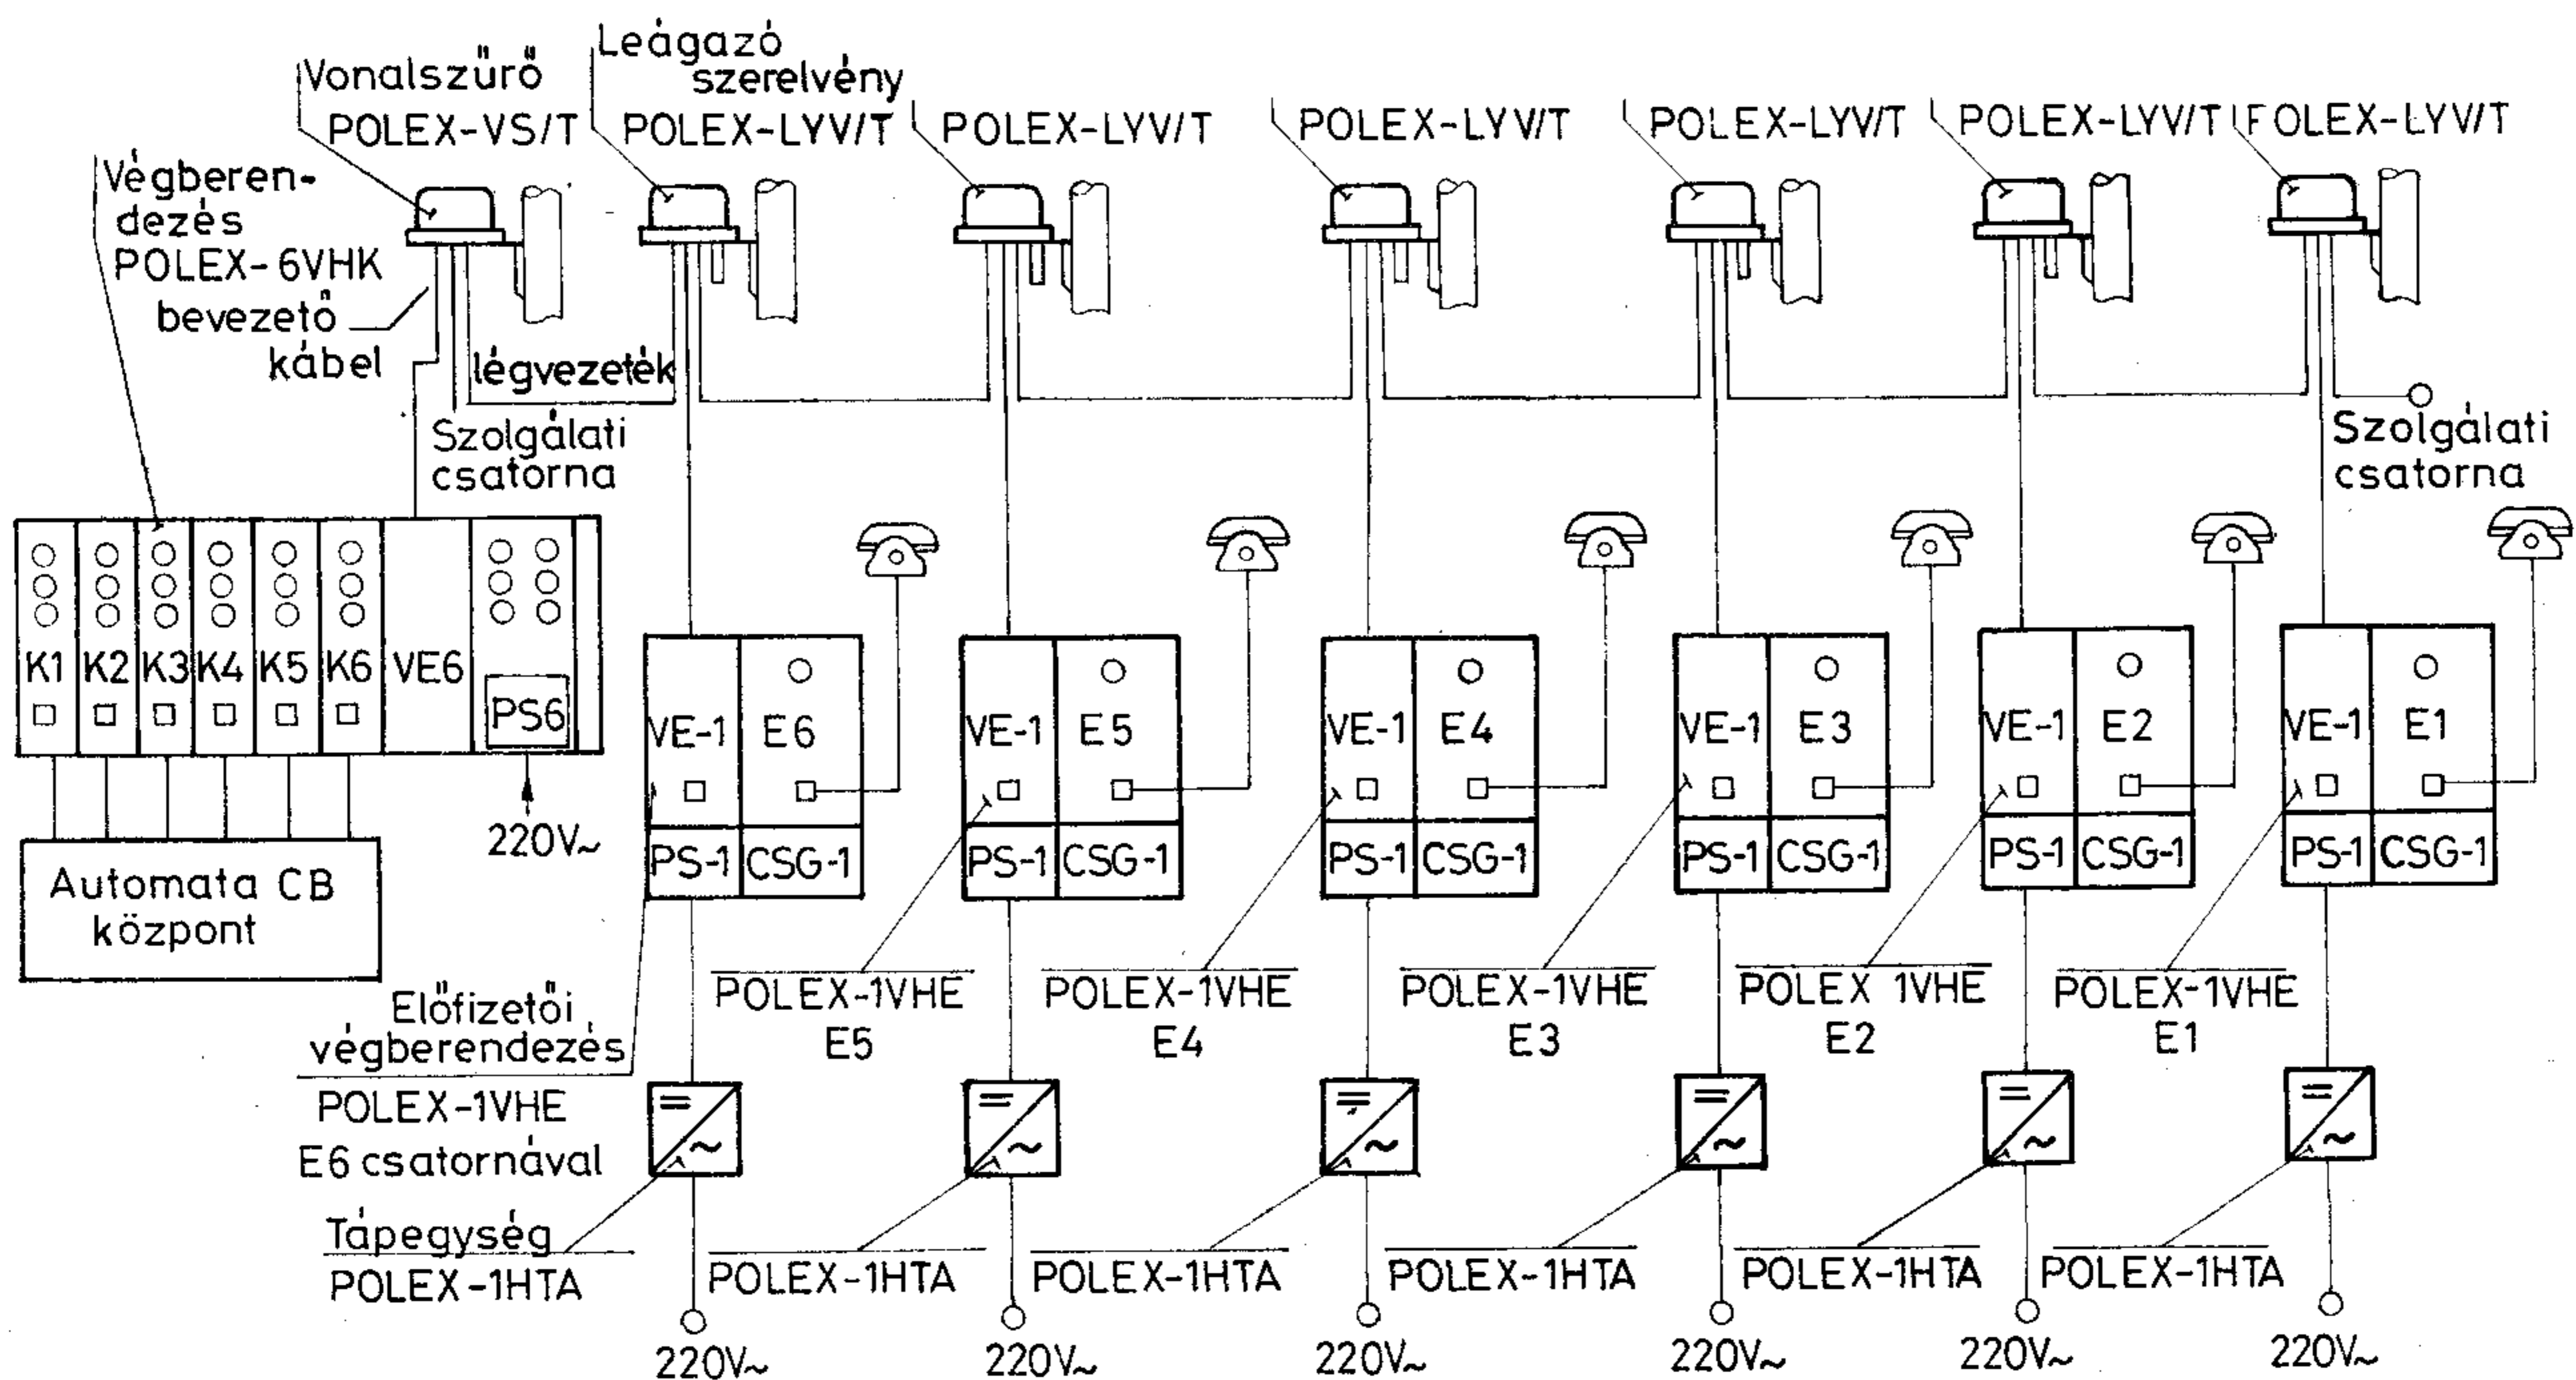 Vonalszűrő
POLEX-VS/T
Leágazó
szerelvény
POLEX-LYV/T
POLEX-LYV/T
POLEX-LYV/T
POLEX-LYV/T
POLEX-LYV/T
POLEX-LYV/T
Végberen-
dezés
POLEX-6VHK
bevezető
kábel
légvezeték
Szolgálati
csatorna
Szolgálati
csatorna
K1 K2 K3 K4 K5 K6 VE6
PS6
220V~
Automata CB
központ
VE-1 E6
PS-1 CSG-1
VE-1 E5
PS-1 CSG-1
VE-1 E4
PS-1 CSG-1
VE-1 E3
PS-1 CSG-1
VE-1 E2
PS-1 CSG-1
VE-1 E1
PS-1 CSG-1
Előfizetői
végberendezés
POLEX-1VHE
E6 csatornával
POLEX-1VHE
E5
POLEX-1VHE
E4
POLEX-1VHE
E3
POLEX 1VHE
E2
POLEX-1VHE
E1
= ~
= ~
= ~
= ~
= ~
= ~
Tápegység
POLEX-1HTA
POLEX-1HTA
POLEX-1HTA
POLEX-1HTA
POLEX-1HTA
POLEX-1HTA
220V~
220V~
220V~
220V~
220V~
220V~